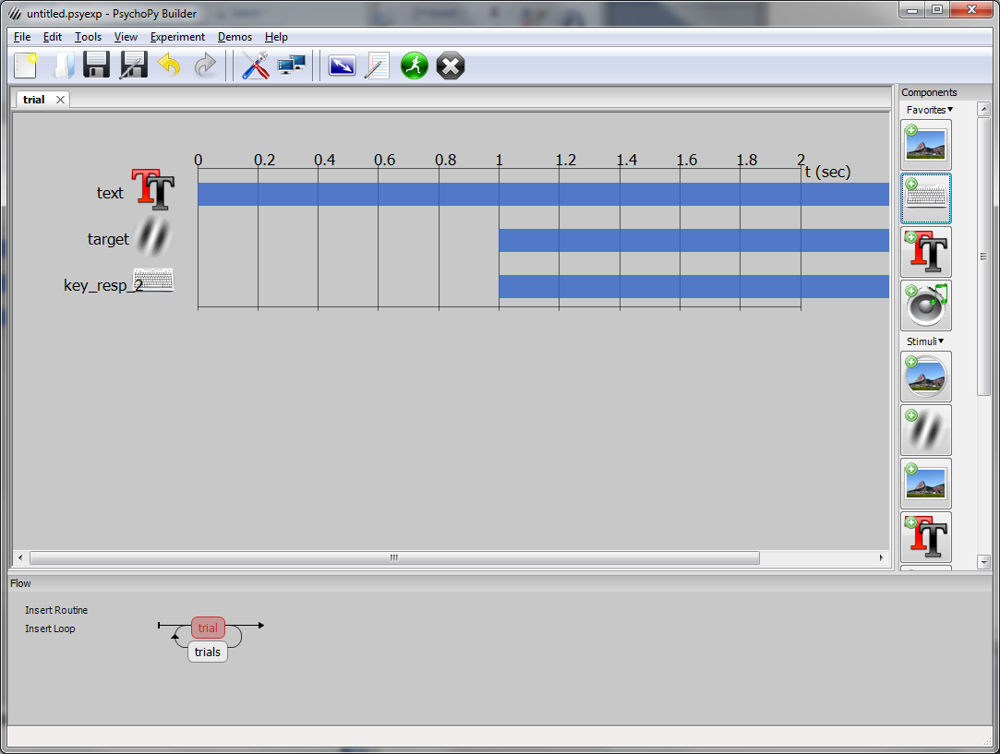 untitled.psyexp - PsychoPy Builder
File Edit Tools View Experiment Demos Help
trial
Components
Favorites
0 0.2 0.4 0.6 0.8 1 1.2 1.4 1.6 1.8 2
t (sec)
text
target
key_resp_2
Stimuli
Flow
Insert Routine
Insert Loop
trial
trials